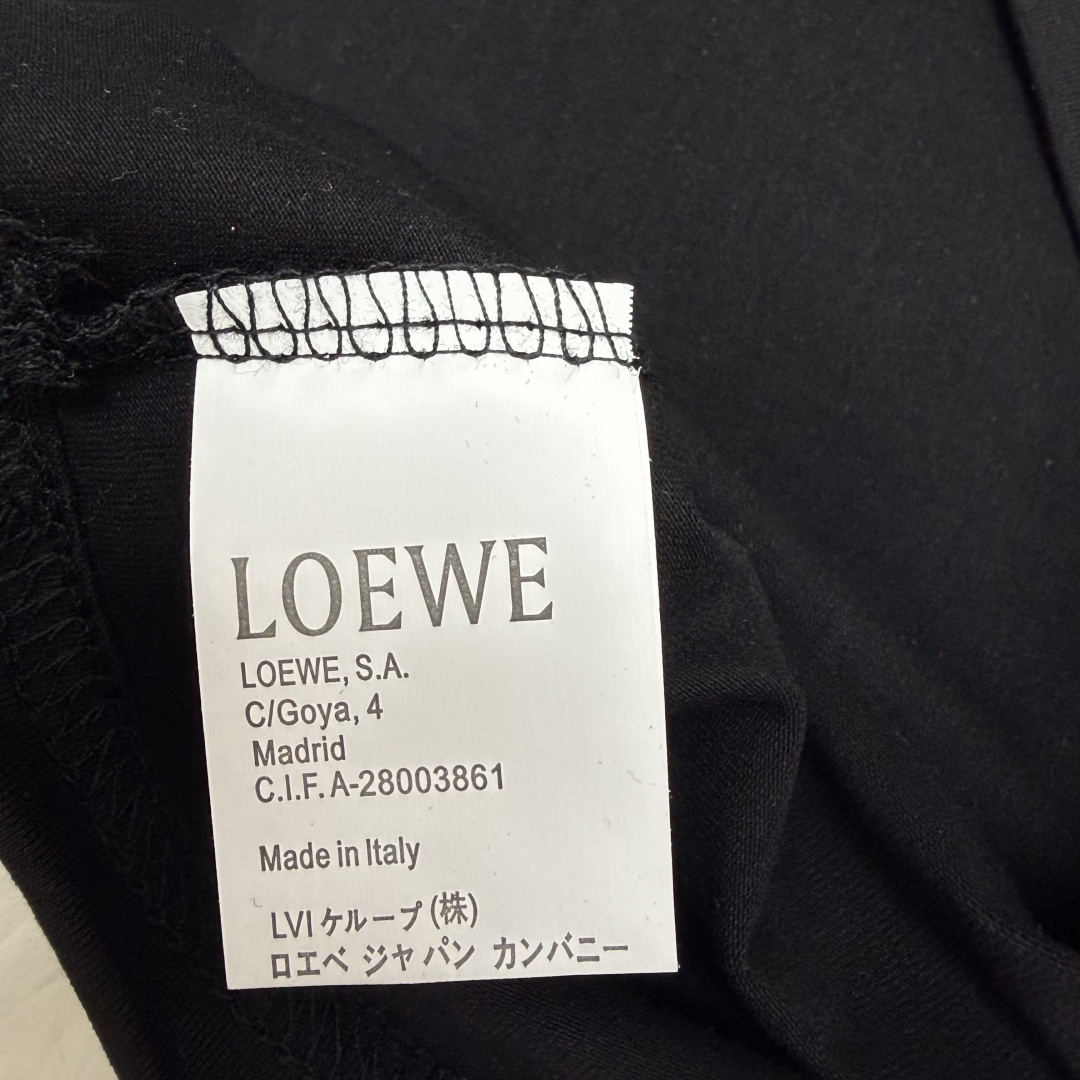 LOEWE
LOEWE, S.A.
C/Goya, 4
Madrid
C.I.F. A-28003861
Made in Italy
LVI ケループ (株)
ロエベ ジャパン カンバニー